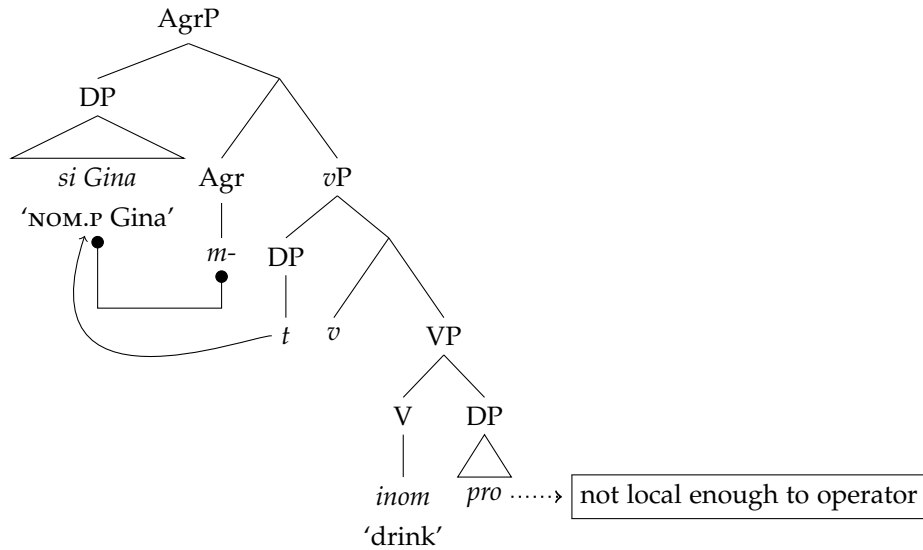 AgrP
DP
si Gina
Agr
vP
‘NOM.P Gina’
m-
DP
t
v
VP
V
DP
inom
pro
not local enough to operator
‘drink’